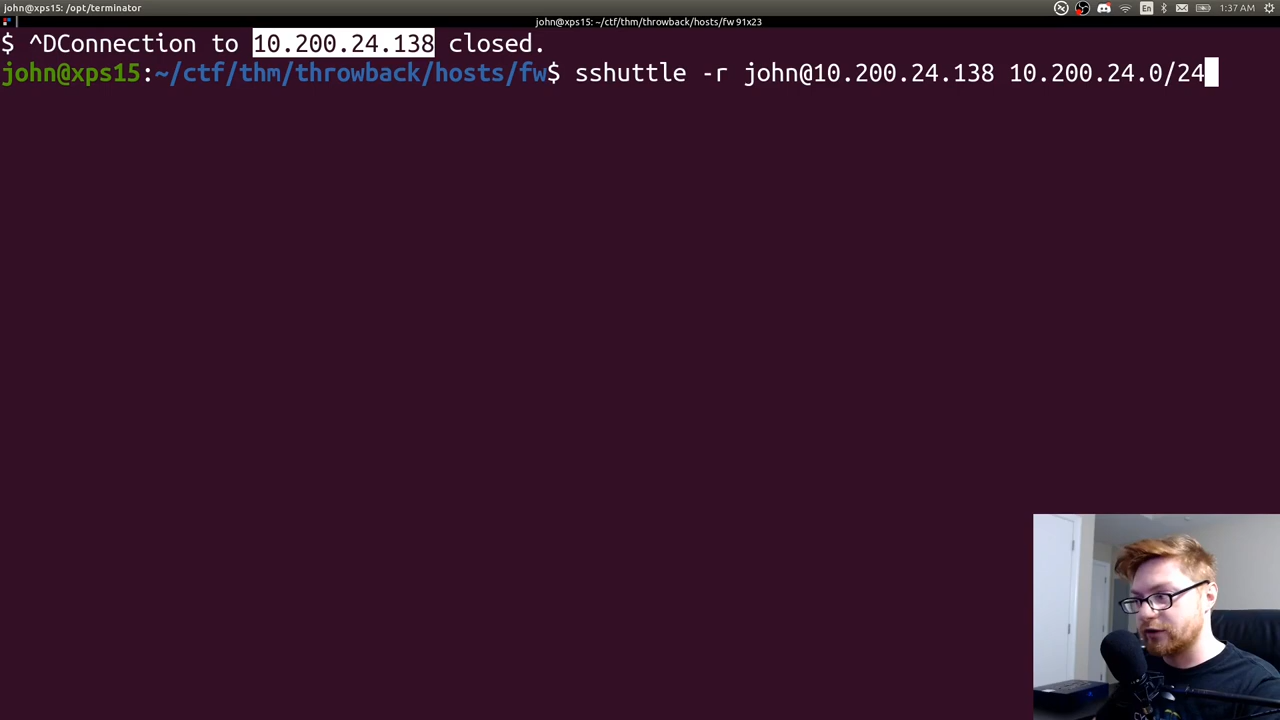 john@xps15: /opt/terminator
En
1:37 AM
john@xps15: ~/ctf/thm/throwback/hosts/fw 91x23
$ ^DConnection to 10.200.24.138 closed.
john@xps15:~/ctf/thm/throwback/hosts/fw$ sshuttle -r john@10.200.24.138 10.200.24.0/24